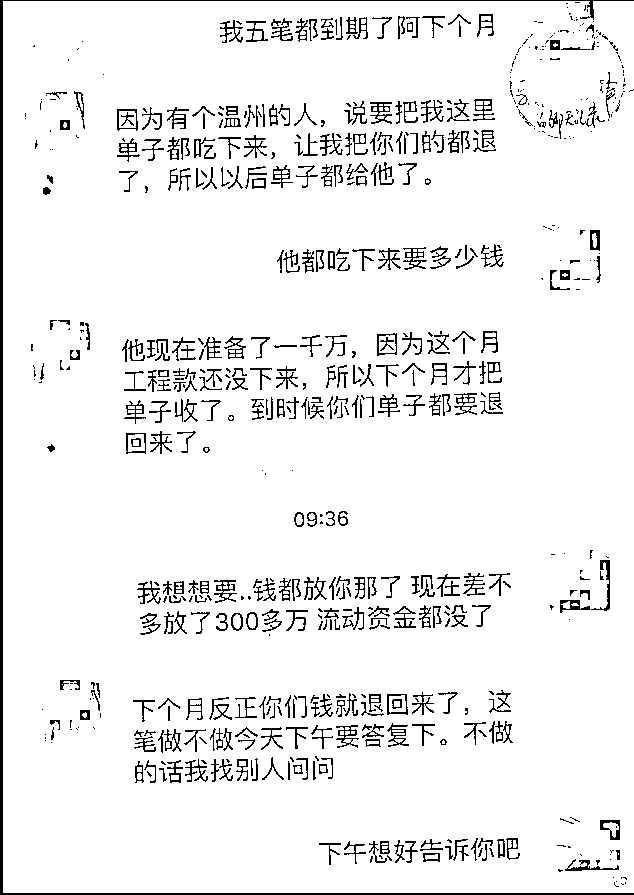 我五笔都到期了阿下个月
因为有个温州的人，说要把我这里
单子都吃下来，让我把你们的都退
了，所以以后单子都给他了。
他都吃下来要多少钱
他现在准备了一千万，因为这个月
工程款还没下来，所以下个月才把
单子收了。到时候你们单子都要退
回来了。
09:36
我想想要..钱都放你那了 现在差不
多放了300多万 流动资金都没了
下个月反正你们钱就退回来了，这
笔做不做今天下午要答复下。不做
的话我找别人问问
下午想好告诉你吧